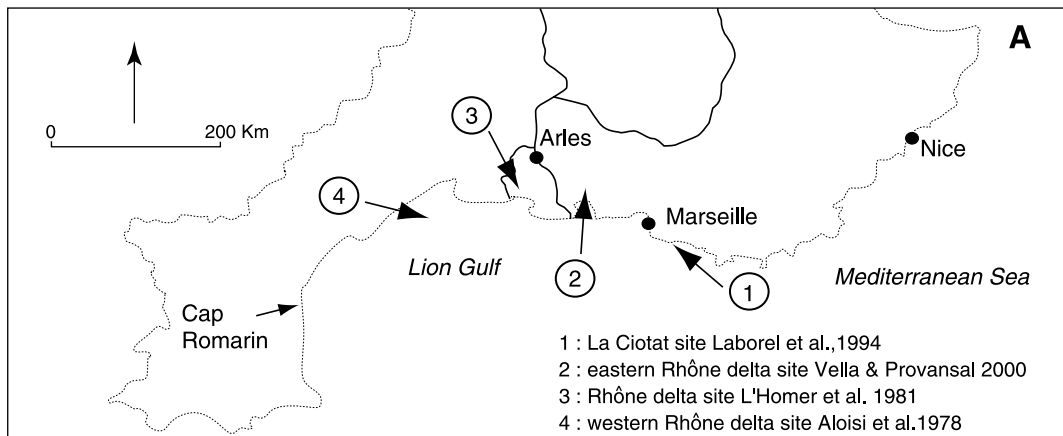 A
0 200 Km
3
Arles
Nice
4
Marseille
Lion Gulf
2
1
Mediterranean Sea
Cap
Romarin
1 : La Ciotat site Laborel et al.,1994
2 : eastern Rhône delta site Vella & Provansal 2000
3 : Rhône delta site L'Homer et al. 1981
4 : western Rhône delta site Aloisi et al.1978